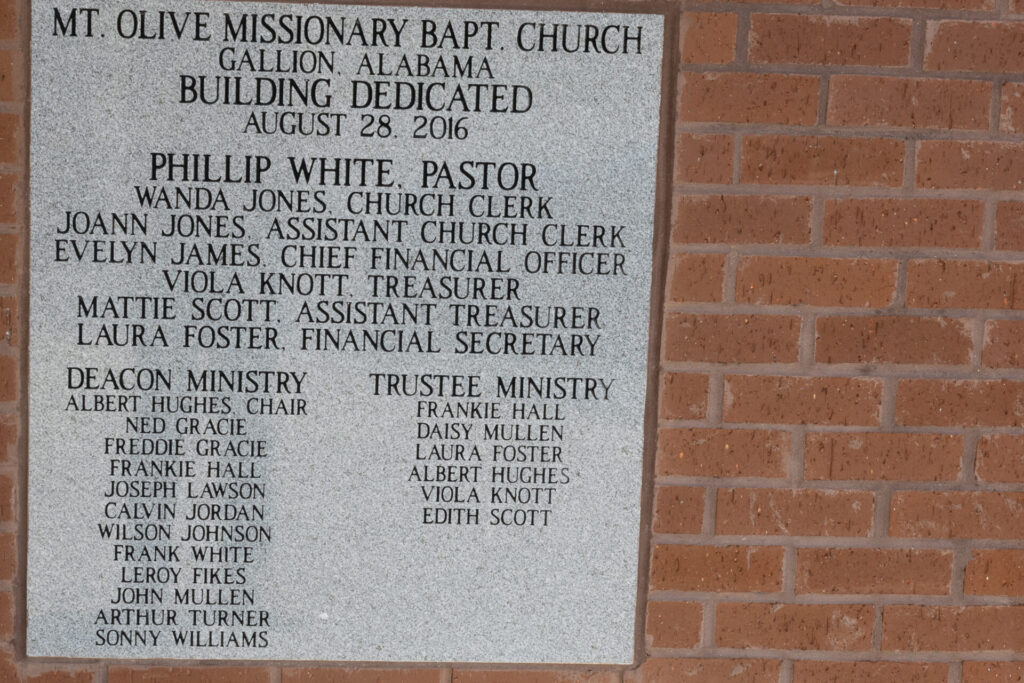 MT. OLIVE MISSIONARY BAPT. CHURCH
GALLION, ALABAMA
BUILDING DEDICATED
AUGUST 28, 2016
PHILLIP WHITE, PASTOR
WANDA JONES, CHURCH CLERK
JOANN JONES, ASSISTANT CHURCH CLERK
EVELYN JAMES, CHIEF FINANCIAL OFFICER
VIOLA KNOTT, TREASURER
MATTIE SCOTT, ASSISTANT TREASURER
LAURA FOSTER, FINANCIAL SECRETARY
DEACON MINISTRY
ALBERT HUGHES, CHAIR
NED GRACIE
FREDDIE GRACIE
FRANKIE HALL
JOSEPH LAWSON
CALVIN JORDAN
WILSON JOHNSON
FRANK WHITE
LEROY FIKES
JOHN MULLEN
ARTHUR TURNER
SONNY WILLIAMS
TRUSTEE MINISTRY
FRANKIE HALL
DAISY MULLEN
LAURA FOSTER
ALBERT HUGHES
VIOLA KNOTT
EDITH SCOTT